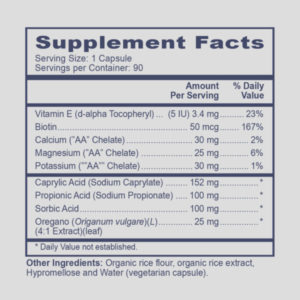 Supplement Facts
Serving Size: 1 Capsule
Servings per Container: 90
Amount Per Serving % Daily Value
Vitamin E (d-alpha Tocopheryl) ... (5 IU) 3.4 mg ........ 23%
Biotin ........ 50 mcg ........ 167%
Calcium ("AA" Chelate) ........ 30 mg ........ 2%
Magnesium ("AA" Chelate) ........ 25 mg ........ 6%
Potassium (""AA"" Chelate) ........ 30 mg ........ 1%
Caprylic Acid (Sodium Caprylate) ........ 152 mg ........ *
Propionic Acid (Sodium Propionate) .... 100 mg ........ *
Sorbic Acid ........ 100 mg ........ *
Oregano (Origanum vulgare)(L) ........ 25 mg ........ *
(4:1 Extract)(leaf)
* Daily Value not established.
Other Ingredients: Organic rice flour, organic rice extract,
Hypromellose and Water (vegetarian capsule).